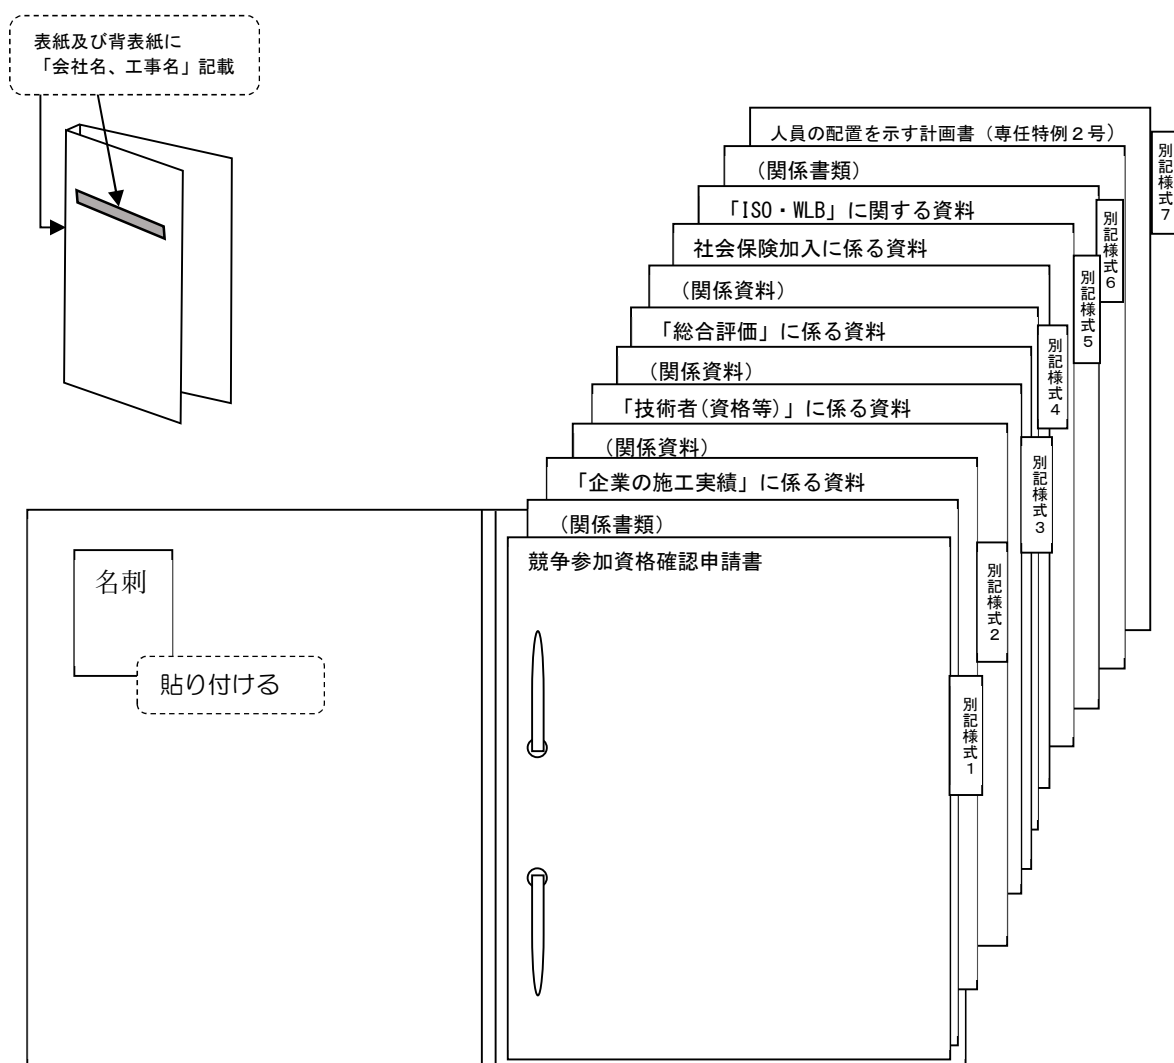 表紙及び背表紙に
「会社名、工事名」記載
人員の配置を示す計画書（専任特例２号）
（関係書類）
「ISO・WLB」に関する資料
社会保険加入に係る資料
（関係資料）
「総合評価」に係る資料
（関係資料）
「技術者(資格等)」に係る資料
（関係資料）
「企業の施工実績」に係る資料
（関係書類）
競争参加資格確認申請書
名刺
貼り付ける
別記様式７
別記様式６
別記様式５
別記様式４
別記様式３
別記様式２
別記様式１